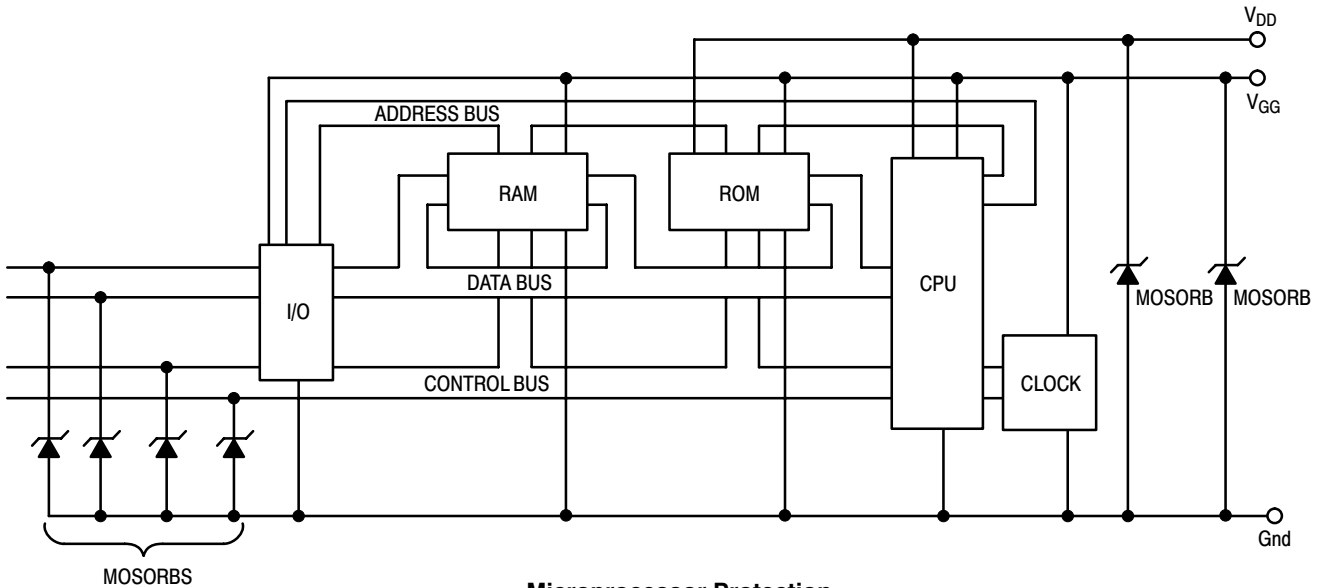 V_DD
V_GG
ADDRESS BUS
RAM
ROM
DATA BUS
CPU
MOSORB
MOSORB
I/O
CONTROL BUS
CLOCK
Gnd
MOSORBS
Microprocessor Protection